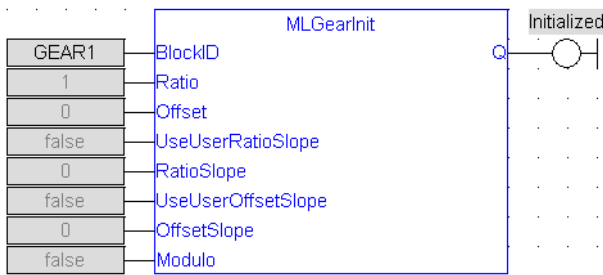 MLGearInit Initialized
GEAR1 BlockID Q
1 Ratio
0 Offset
false UseUserRatioSlope
0 RatioSlope
false UseUserOffsetSlope
0 OffsetSlope
false Modulo